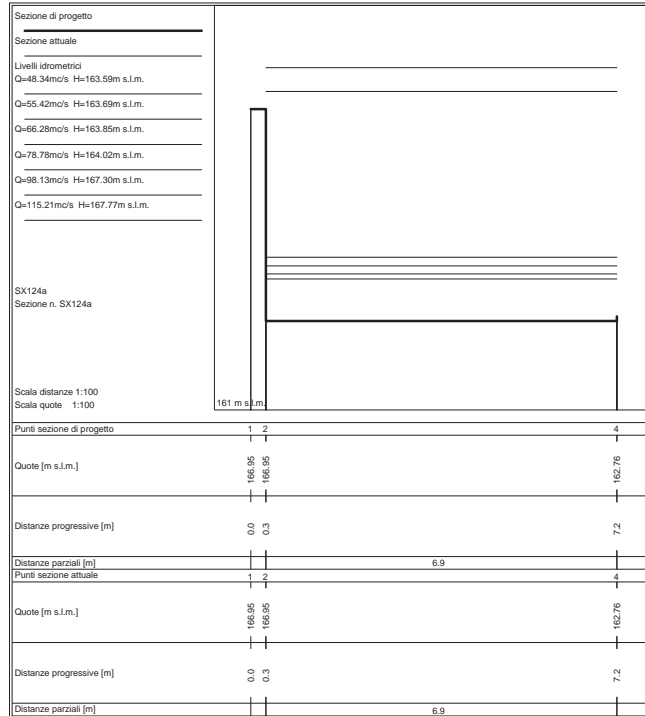 Sezione di progetto
Sezione attuale
Livelli idrometrici
Q=48.34mc/s H=163.59m s.l.m.
Q=55.42mc/s H=163.69m s.l.m.
Q=66.28mc/s H=163.85m s.l.m.
Q=78.78mc/s H=164.02m s.l.m.
Q=98.13mc/s H=167.30m s.l.m.
Q=115.21mc/s H=167.77m s.l.m.
SX124a
Sezione n. SX124a
Scala distanze 1:100
Scala quote 1:100
161 m s.l.m.
Punti sezione di progetto 1 2 4
Quote [m s.l.m.] 166.95 166.95 162.76
Distanze progressive [m] 0.0 0.3 7.2
Distanze parziali [m] 6.9
Punti sezione attuale 1 2 4
Quote [m s.l.m.] 166.95 166.95 162.76
Distanze progressive [m] 0.0 0.3 7.2
Distanze parziali [m] 6.9